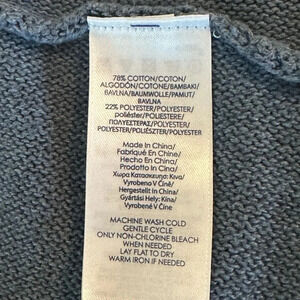 78% COTTON/COTON/
ALGODÓN/COTONE/BAMBAKI/
BAVLNA/BAUMWOLLE/PAMUT/
BAVLNA
22% POLYESTER/POLYESTER/
poliéster/POLIESTERE/
ΠΟΛΥΕΣΤΕΡΑΣ/POLYESTER/
POLYESTER/POLIÉSZTER/POLYESTER
Made In China/
Fabriqué En Chine/
Hecho En China/
Prodotto In Cina/
Χωρα Κατασκευησ: Κινα/
Vyrobeno V Číně/
Hergestellt in China/
Gyártási Hely: Kína/
Vyrobené V Číne
MACHINE WASH COLD
GENTLE CYCLE
ONLY NON-CHLORINE BLEACH
WHEN NEEDED
LAY FLAT TO DRY
WARM IRON IF NEEDED